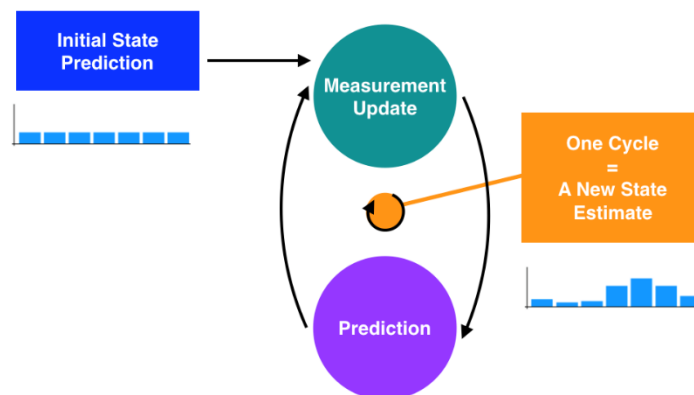 Initial State
Prediction
Measurement
Update
One Cycle
=
A New State
Estimate
Prediction